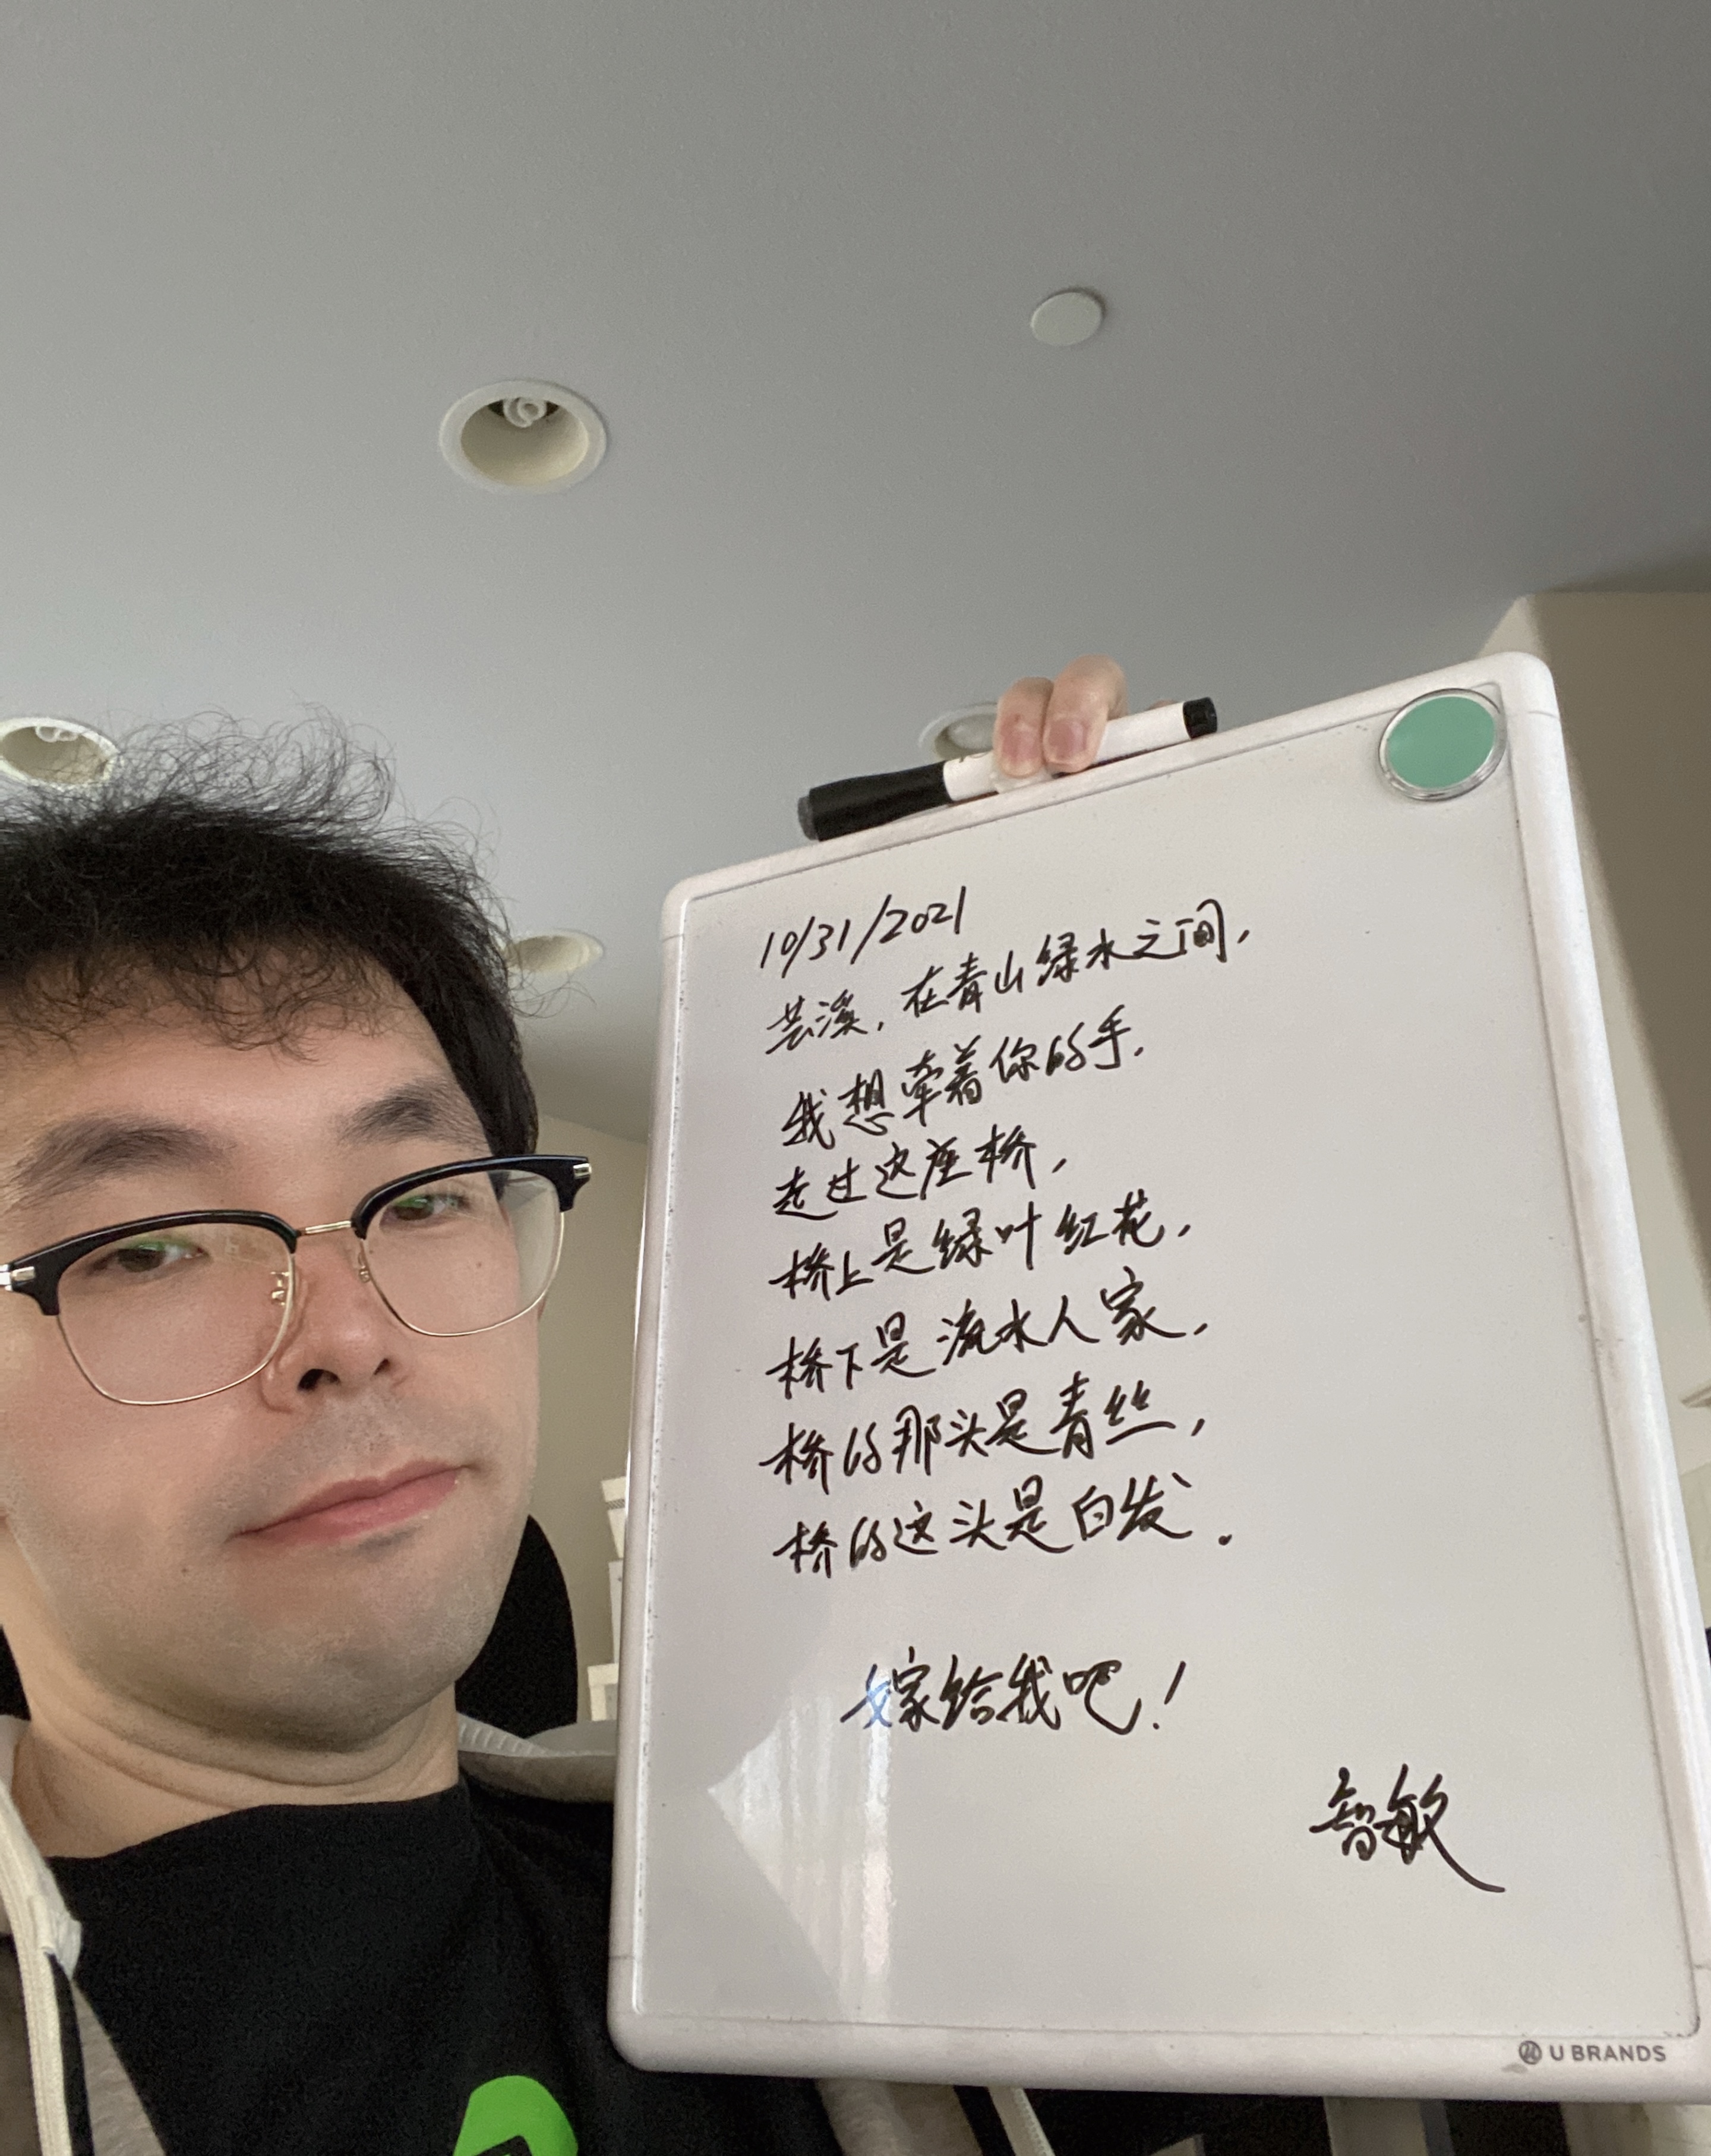 10/31/2021
芸溪,在青山绿水之间,
我想牵着你的手,
走过这座桥,
桥上是绿叶红花,
桥下是流水人家,
桥的那头是青丝,
桥的这头是白发.
嫁给我吧!
智敏
U BRANDS